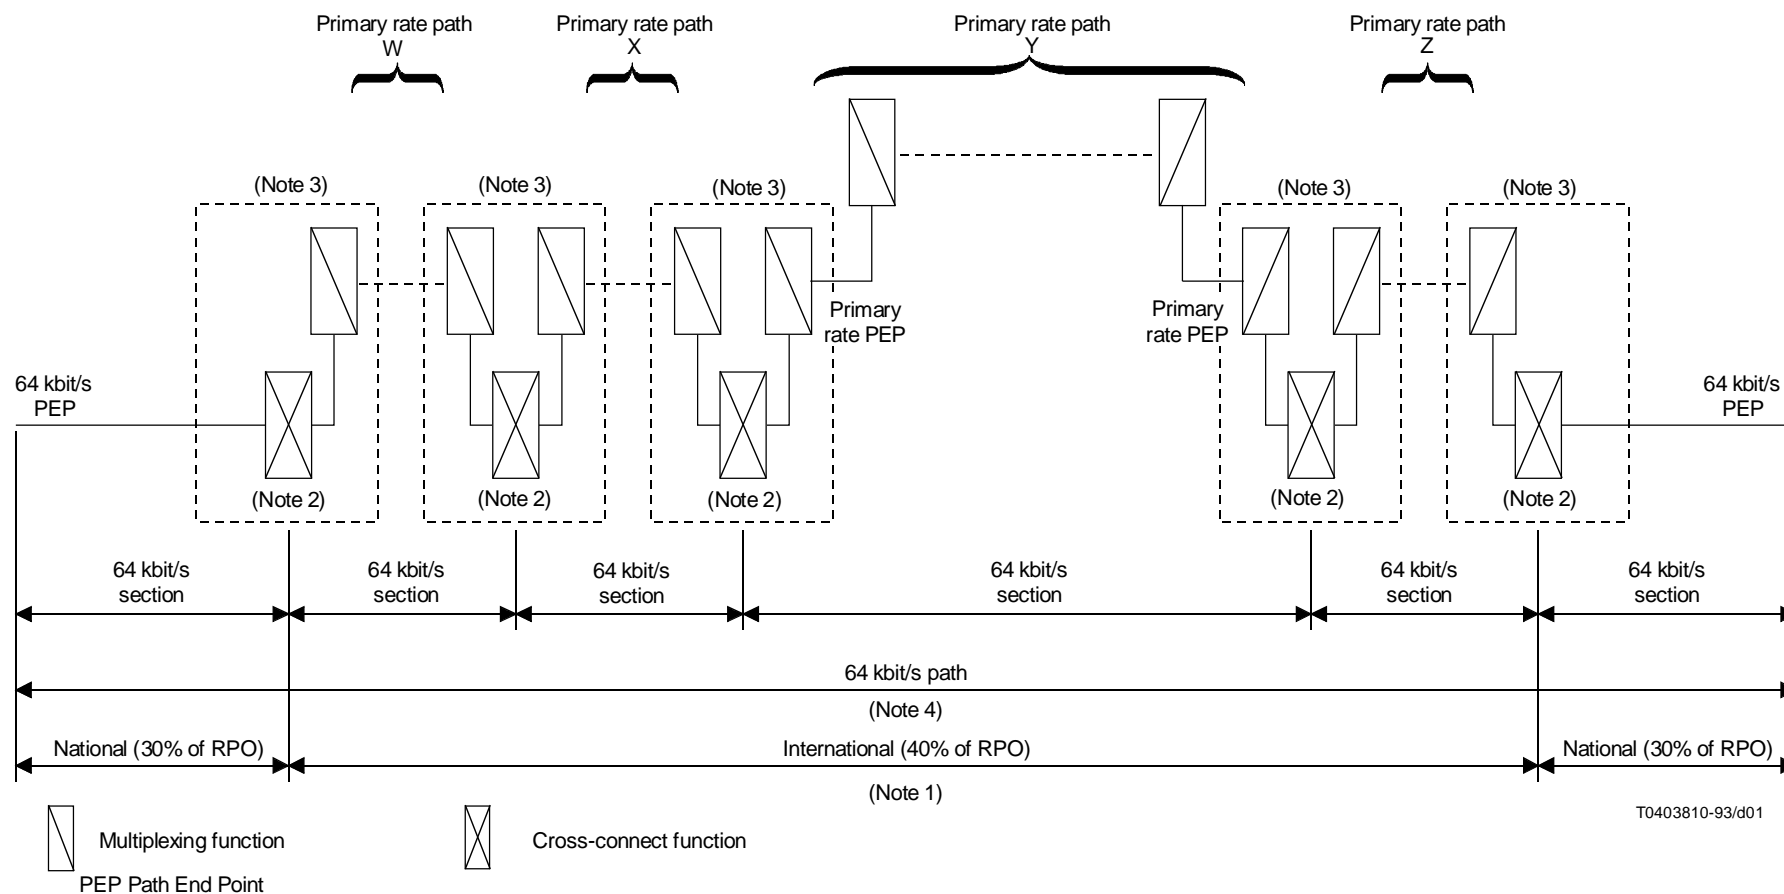 Primary rate path
W
Primary rate path
X
Primary rate path
Y
Primary rate path
Z
(Note 3)
(Note 3)
(Note 3)
(Note 3)
(Note 3)
Primary
rate PEP
Primary
rate PEP
64 kbit/s
PEP
64 kbit/s
PEP
(Note 2)
(Note 2)
(Note 2)
(Note 2)
(Note 2)
64 kbit/s
section
64 kbit/s
section
64 kbit/s
section
64 kbit/s
section
64 kbit/s
section
64 kbit/s
section
64 kbit/s path
(Note 4)
National (30% of RPO)
International (40% of RPO)
National (30% of RPO)
(Note 1)
T0403810-93/d01
Multiplexing function
Cross-connect function
PEP Path End Point